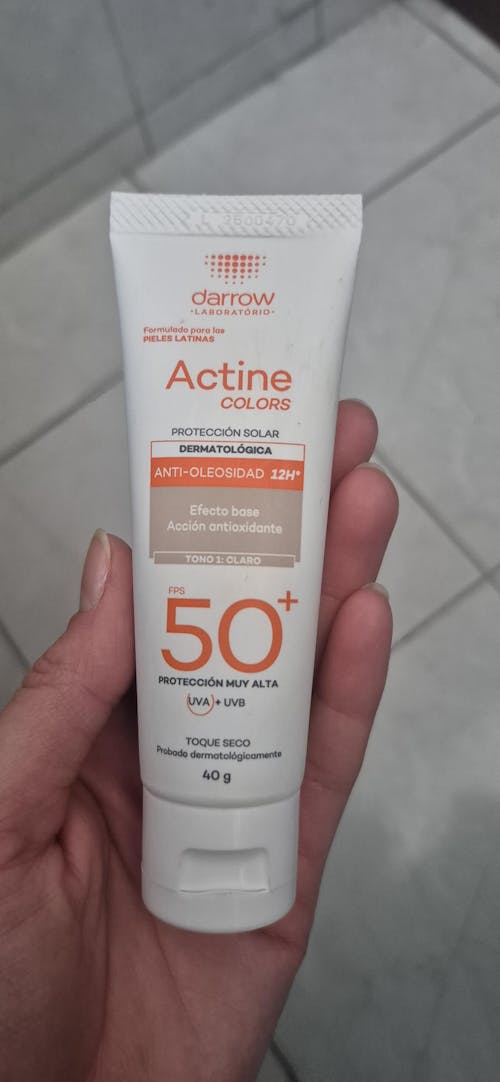 L 3500470
darrow
•LABORATÓRIO•
Formulado para las
PIELES LATINAS
Actine
COLORS
PROTECCIÓN SOLAR
DERMATOLÓGICA
ANTI-OLEOSIDAD 12H*
Efecto base
Acción antioxidante
TONO 1: CLARO
FPS
50+
PROTECCIÓN MUY ALTA
UVA + UVB
TOQUE SECO
Probado dermatológicamente
40 g